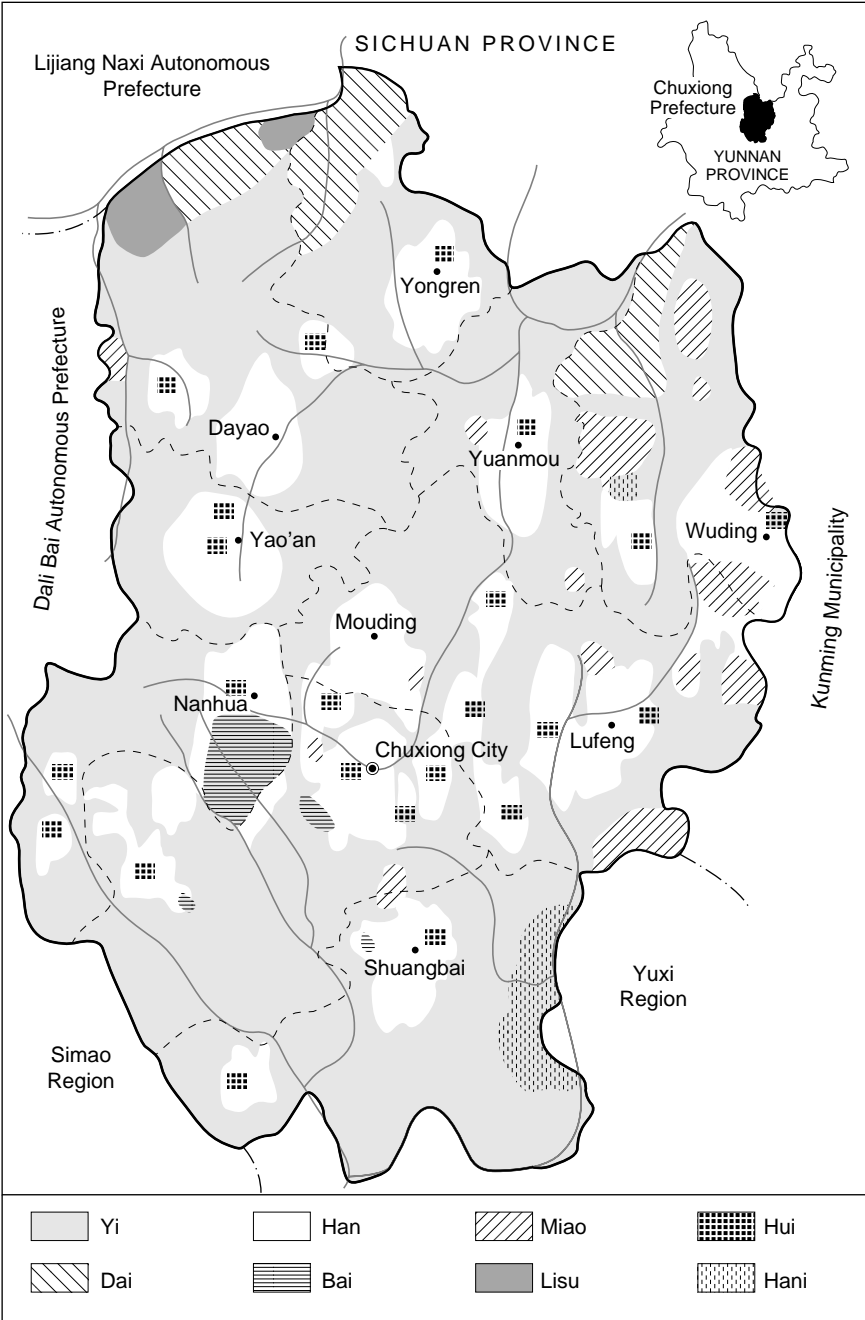 SICHUAN PROVINCE
Lijiang Naxi Autonomous
Prefecture
Chuxiong
Prefecture
YUNNAN
PROVINCE
Yongren
Dali Bai Autonomous Prefecture
Dayao
Yuanmou
Wuding
Yao'an
Kunming Municipality
Mouding
Nanhua
Lufeng
Chuxiong City
Shuangbai
Yuxi
Region
Simao
Region
Yi
Han
Miao
Hui
Dai
Bai
Lisu
Hani